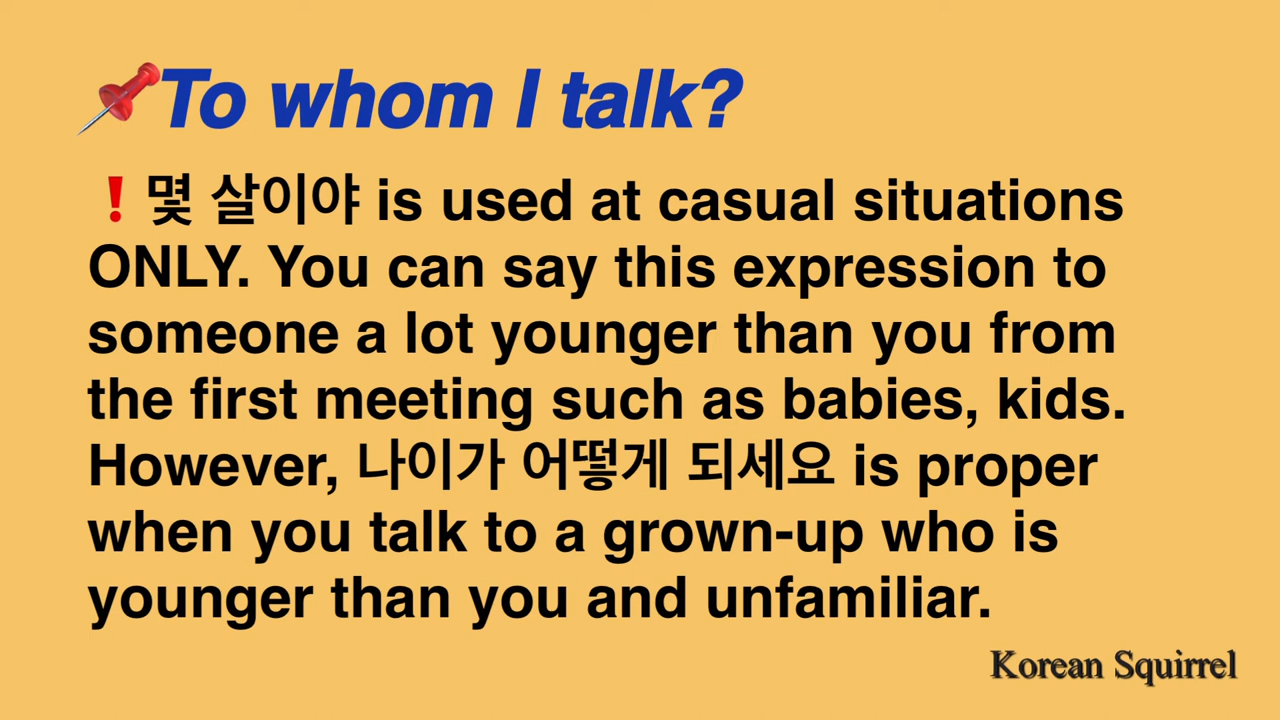 📌To whom I talk?
❗몇 살이야 is used at casual situations
ONLY. You can say this expression to
someone a lot younger than you from
the first meeting such as babies, kids.
However, 나이가 어떻게 되세요 is proper
when you talk to a grown-up who is
younger than you and unfamiliar.
Korean Squirrel